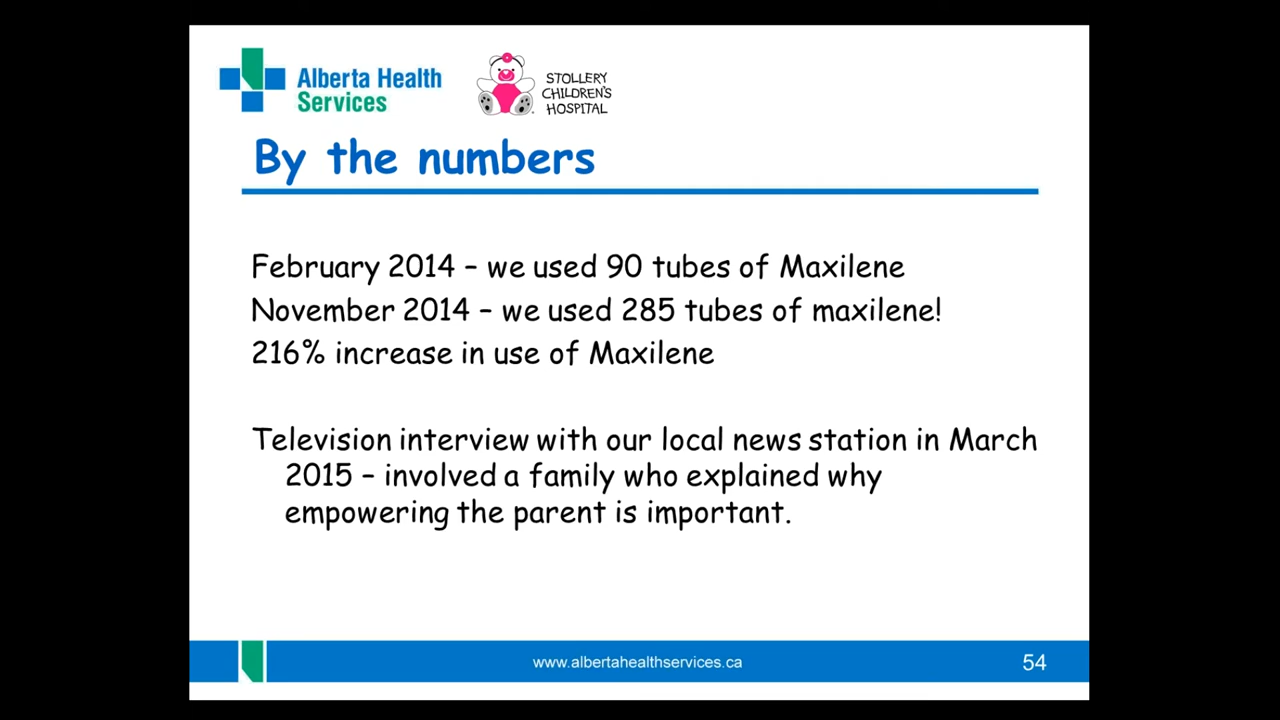 Alberta Health
Services
STOLLERY
CHILDREN'S
HOSPITAL
By the numbers
February 2014 – we used 90 tubes of Maxilene
November 2014 – we used 285 tubes of maxilene!
216% increase in use of Maxilene
Television interview with our local news station in March
2015 – involved a family who explained why
empowering the parent is important.
www.albertahealthservices.ca
54